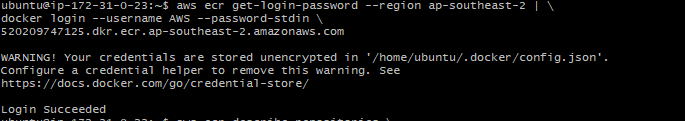 ubuntu@ip-172-31-0-23:~$ aws ecr get-login-password --region ap-southeast-2 | \
docker login --username AWS --password-stdin \
520209747125.dkr.ecr.ap-southeast-2.amazonaws.com
WARNING! Your credentials are stored unencrypted in '/home/ubuntu/.docker/config.json'.
Configure a credential helper to remove this warning. See
https://docs.docker.com/go/credential-store/
Login Succeeded
ubuntu@ip-172-31-0-23:~$ aws ecr describe-repositories \